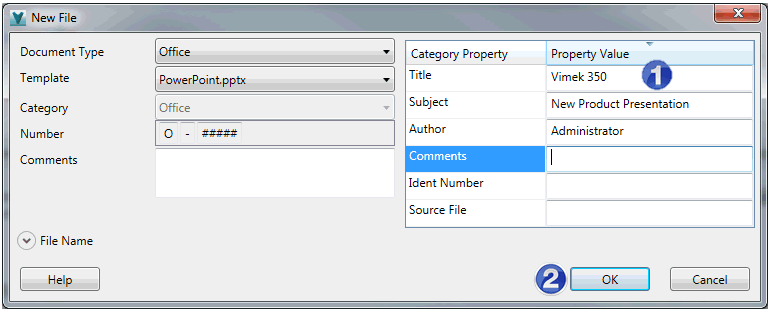 New File
Document Type
Office
Template
PowerPoint.pptx
Category
Office
Number
O - #####
Comments
File Name
Category Property Property Value
Title Vimek 350
1
Subject New Product Presentation
Author Administrator
Comments
Ident Number
Source File
Help
2
OK
Cancel